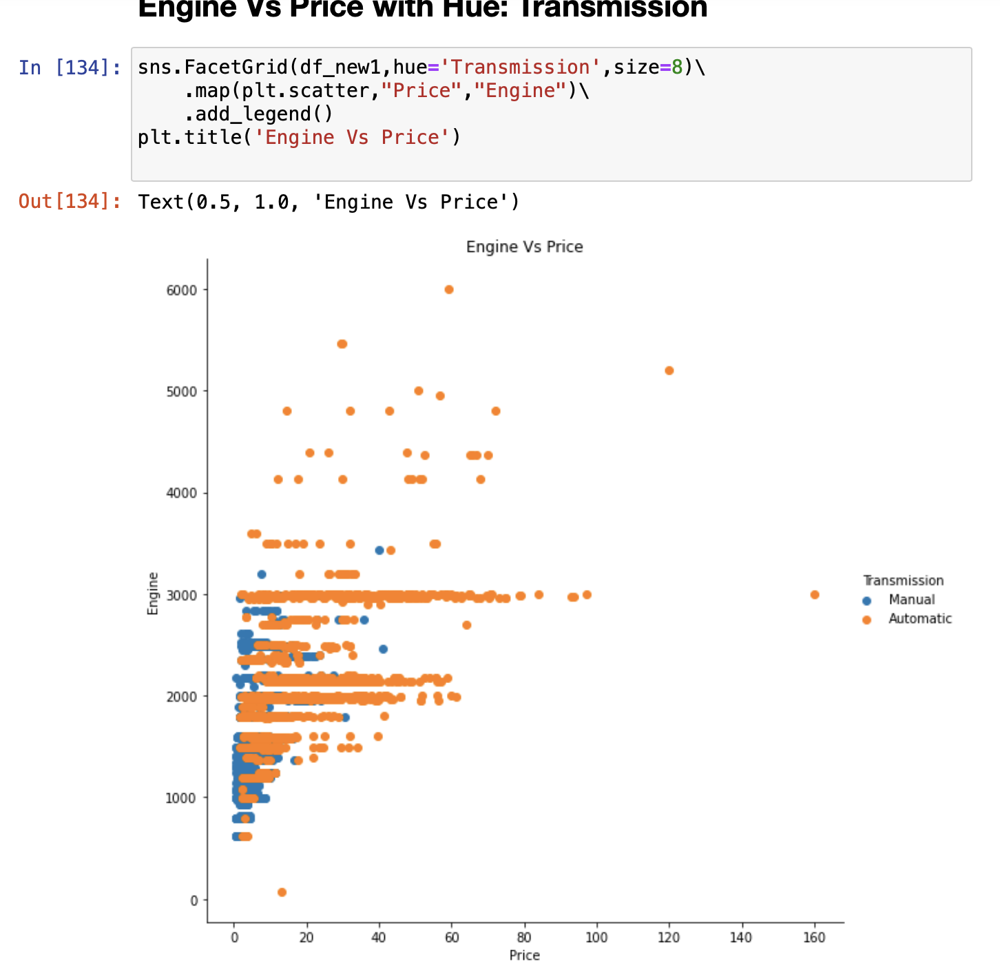 Engine Vs Price with Hue: Transmission
In [134]:
sns.FacetGrid(df_new1,hue='Transmission',size=8)\
    .map(plt.scatter,"Price","Engine")\
    .add_legend()
plt.title('Engine Vs Price')
Out[134]: Text(0.5, 1.0, 'Engine Vs Price')
Engine Vs Price
6000
5000
4000
3000
2000
1000
0
Engine
Transmission
Manual
Automatic
0 20 40 60 80 100 120 140 160
Price